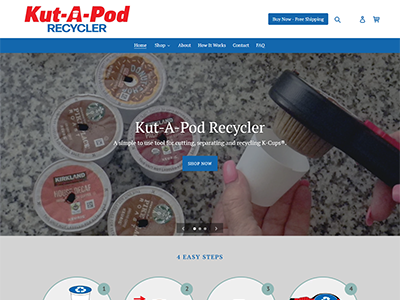 Kut-A-Pod
RECYCLER
Buy Now - Free Shipping
Home Shop About How It Works Contact FAQ
KIRKLAND
Kut-A-Pod Recycler
A simple to use tool for cutting, separating and recycling K-Cups®.
SHOP NOW
4 EASY STEPS
1 2 3 4